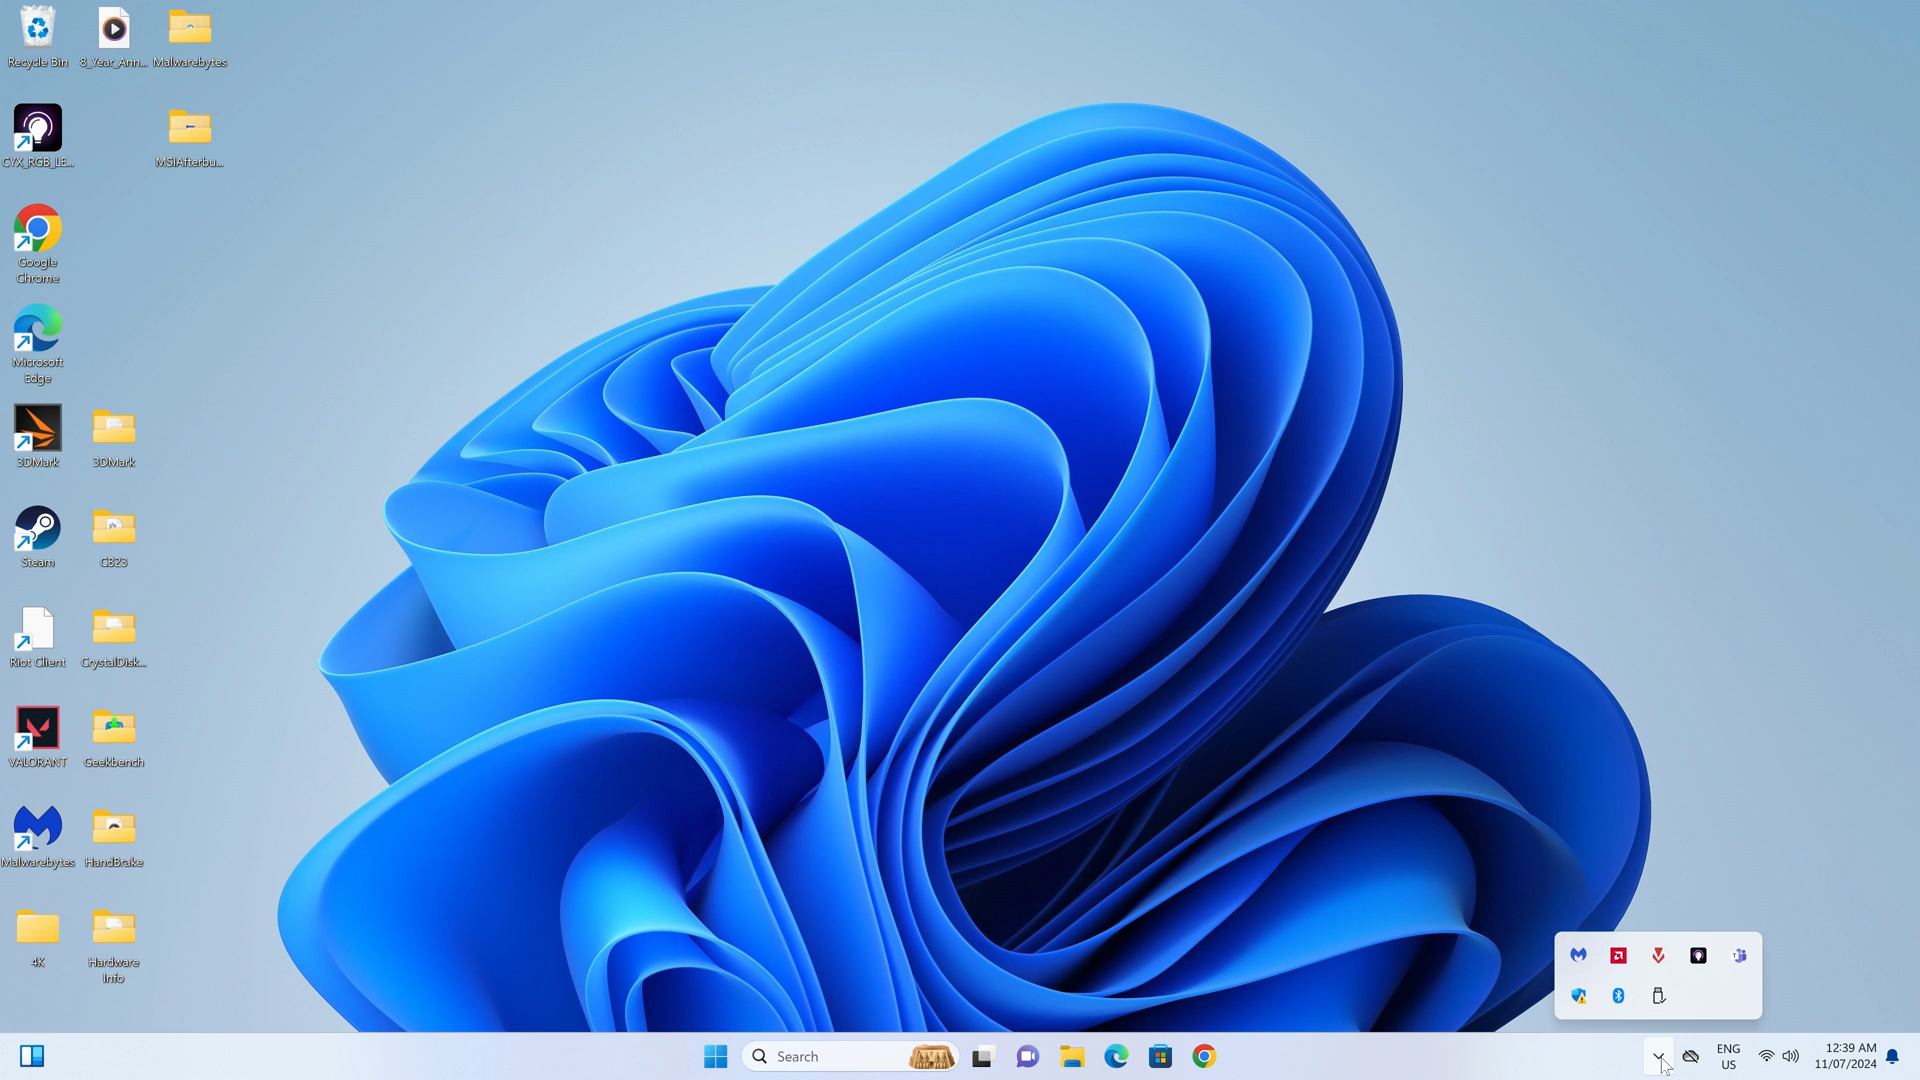 Recycle Bin
8_Year_Ann...
Malwarebytes
CYX_RGB_LE...
MSIAfterbu...
Google
Chrome
Microsoft
Edge
3DMark
3DMark
Steam
CB23
Riot Client
CrystalDisk...
VALORANT
Geekbench
Malwarebytes
HandBrake
4K
Hardware
Info
Search
ENG
US
12:39 AM
11/07/2024